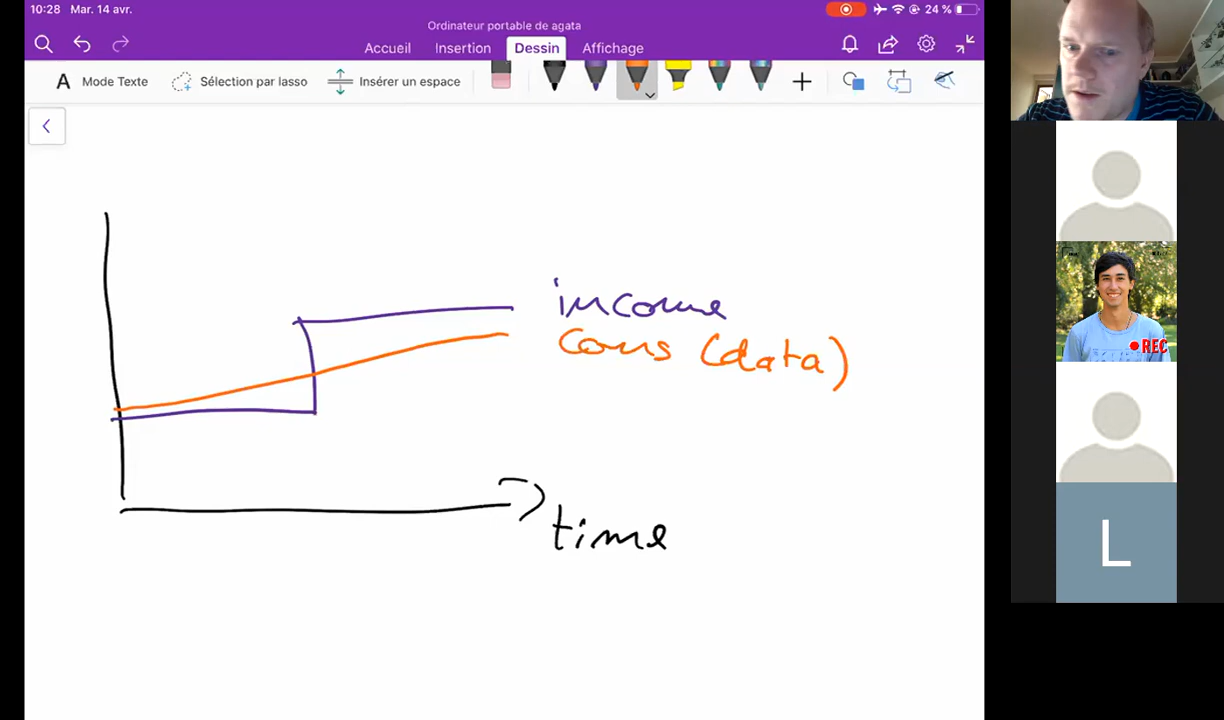 10:28 Mar. 14 avr.
24 %
Ordinateur portable de agata
Accueil Insertion Dessin Affichage
A Mode Texte Sélection par lasso Insérer un espace
income
Cons (data)
time
REC
L